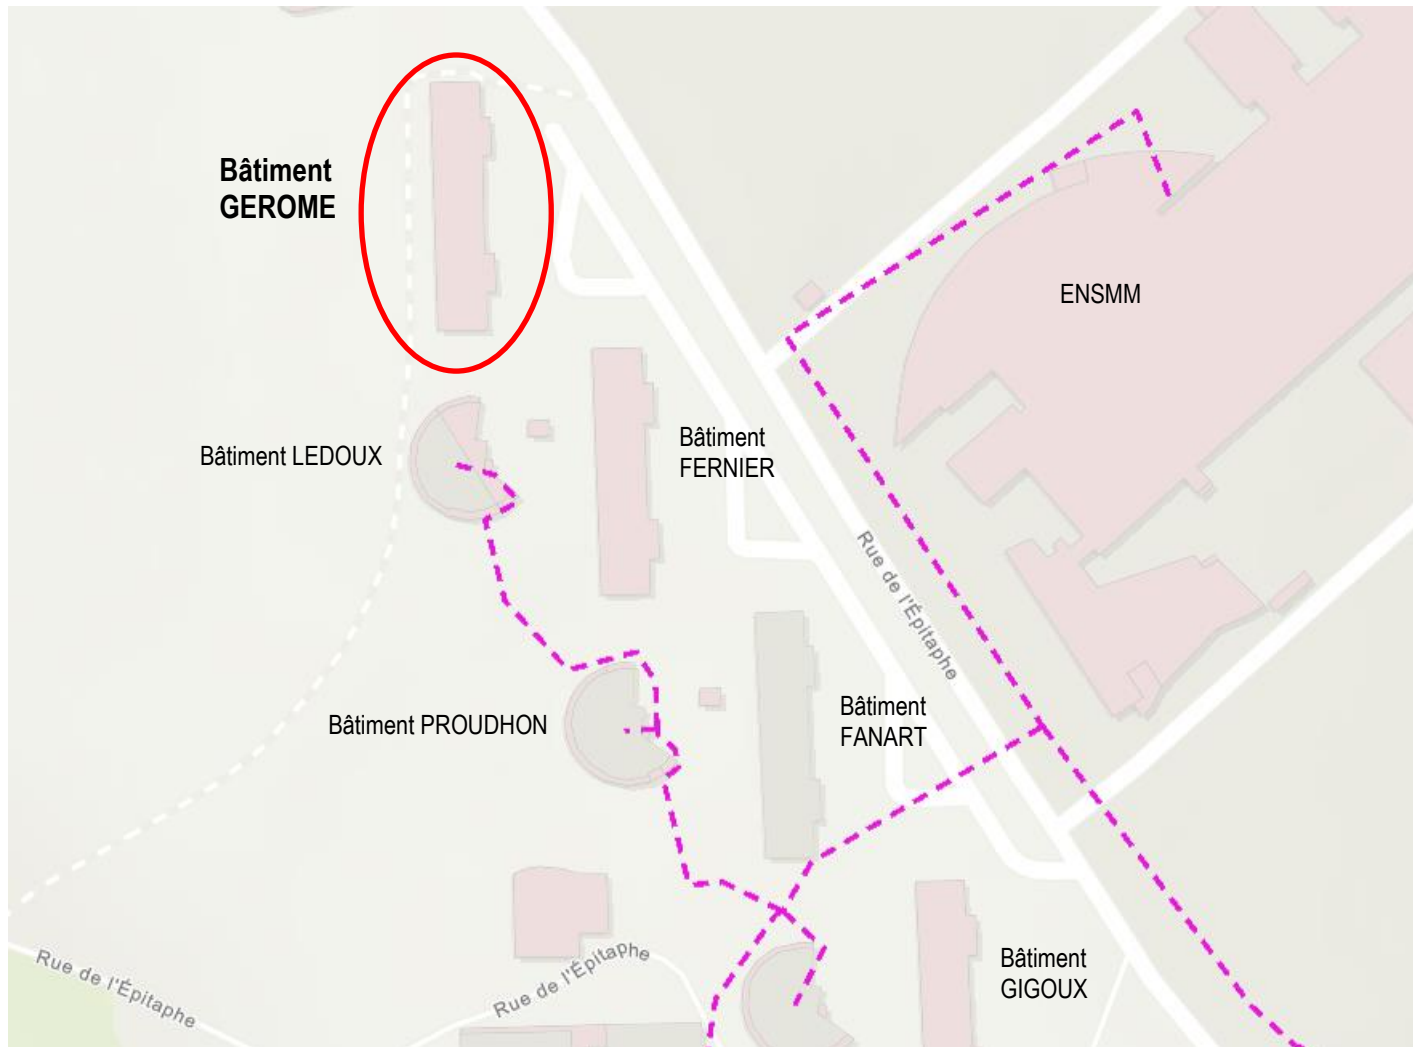 Bâtiment
GEROME
ENSMM
Bâtiment LEDOUX
Bâtiment
FERNIER
Rue de l'Épitaphe
Bâtiment PROUDHON
Bâtiment
FANART
Rue de l'Épitaphe
Rue de l'Épitaphe
Bâtiment
GIGOUX